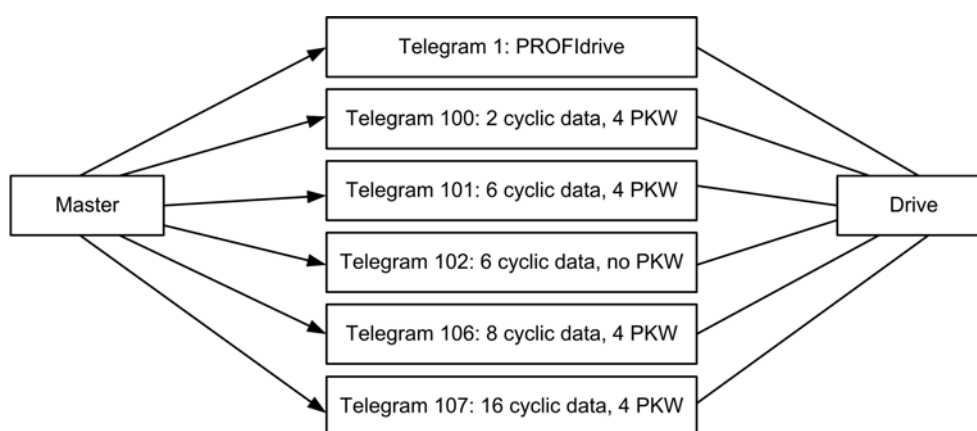 Telegram 1: PROFIdrive
Telegram 100: 2 cyclic data, 4 PKW
Telegram 101: 6 cyclic data, 4 PKW
Master
Drive
Telegram 102: 6 cyclic data, no PKW
Telegram 106: 8 cyclic data, 4 PKW
Telegram 107: 16 cyclic data, 4 PKW